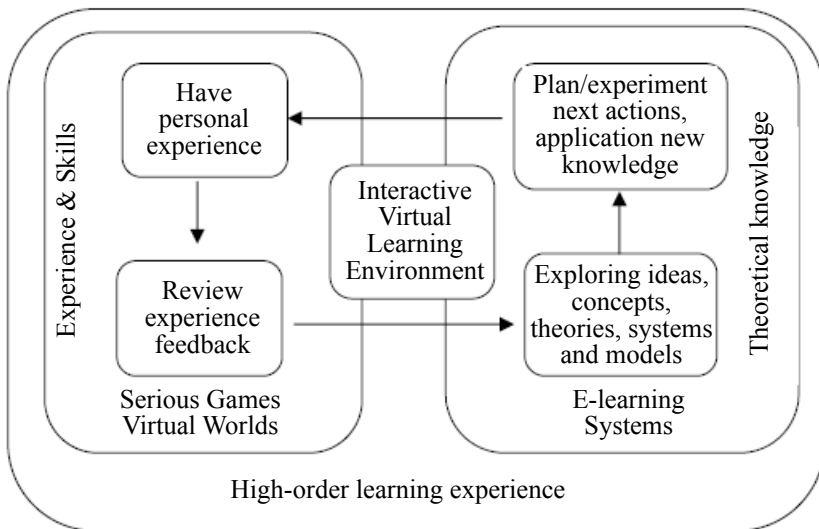 Experience & Skills
Have
personal
experience
Review
experience
feedback
Serious Games
Virtual Worlds
Interactive
Virtual
Learning
Environment
Plan/experiment
next actions,
application new
knowledge
Exploring ideas,
concepts,
theories, systems
and models
E-learning
Systems
Theoretical knowledge
High-order learning experience